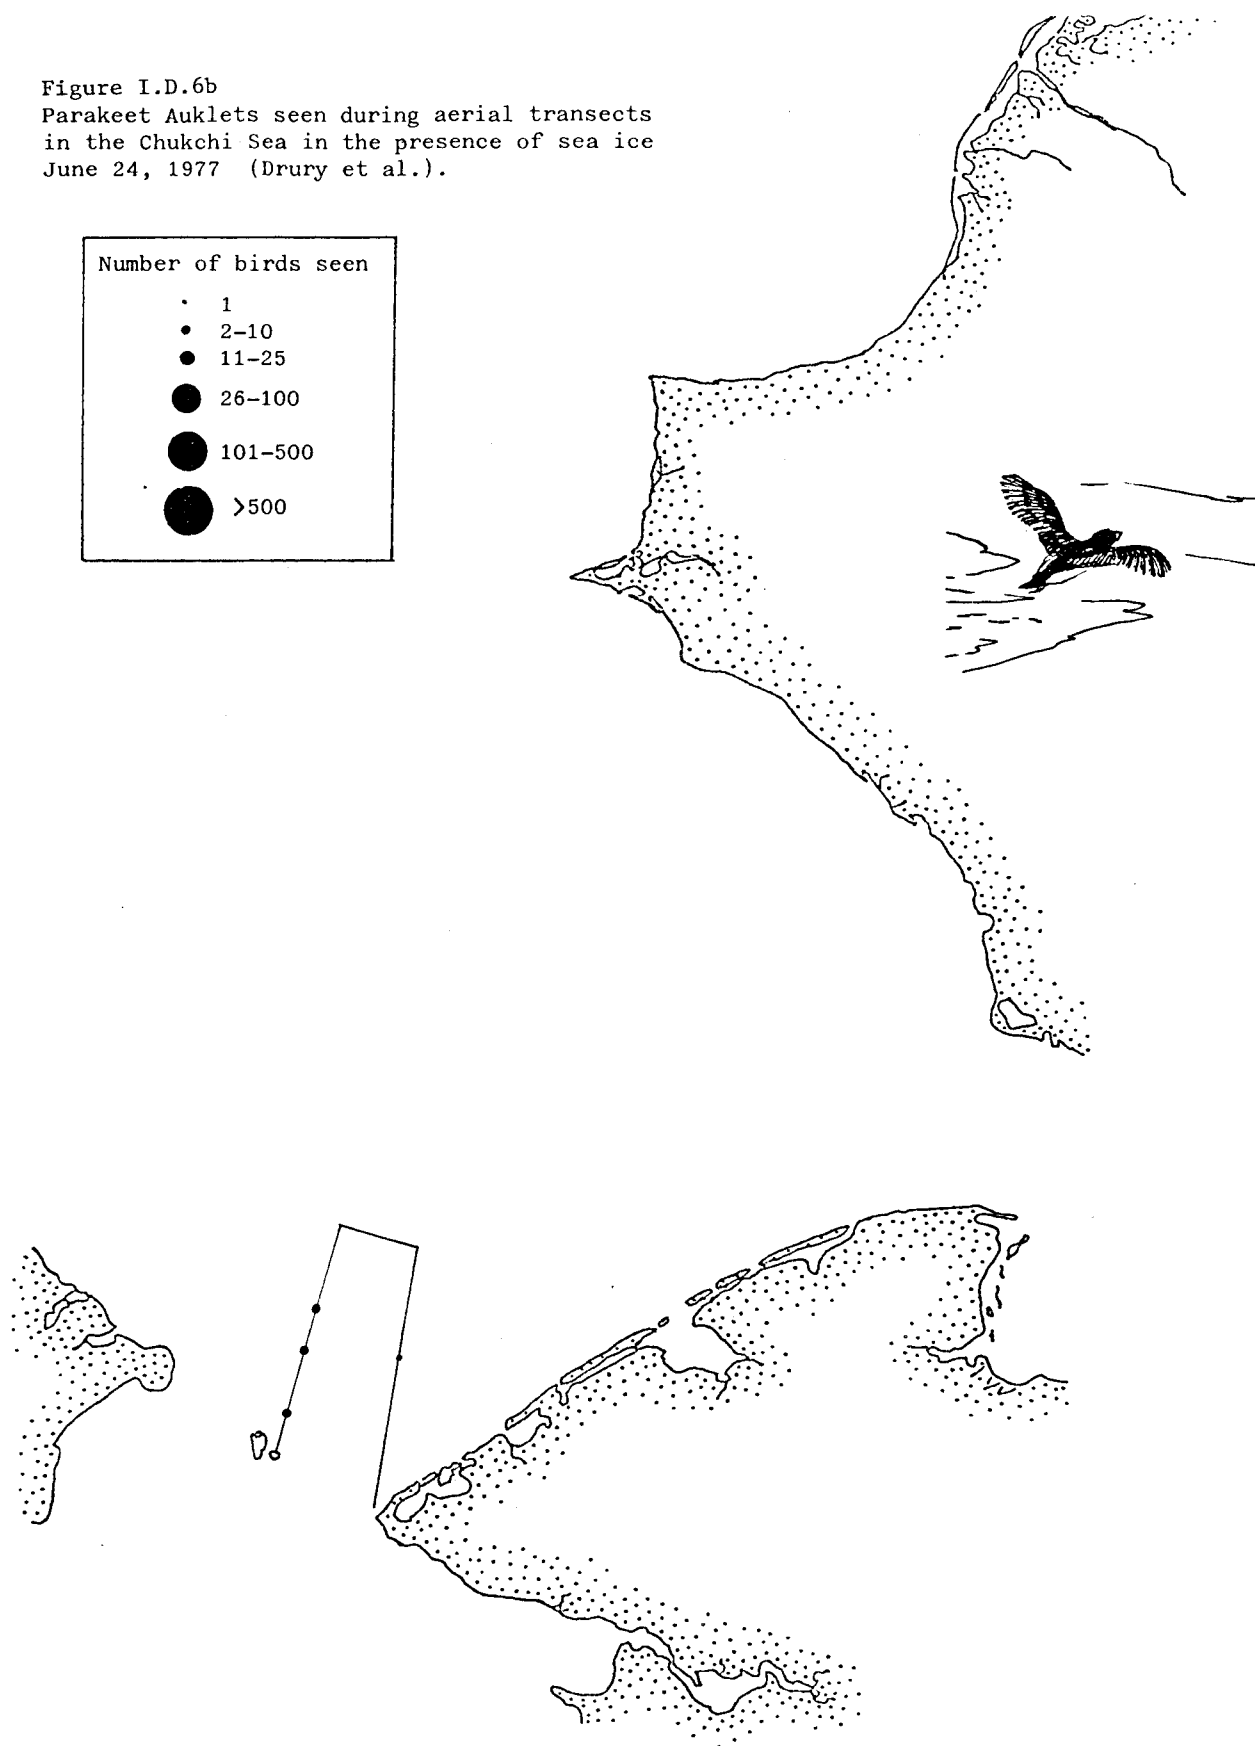 Figure I.D.6b
Parakeet Auklets seen during aerial transects
in the Chukchi Sea in the presence of sea ice
June 24, 1977 (Drury et al.).
Number of birds seen
1
2-10
11-25
26-100
101-500
>500